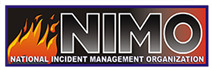 NIMO
NATIONAL INCIDENT MANAGEMENT ORGANIZATION